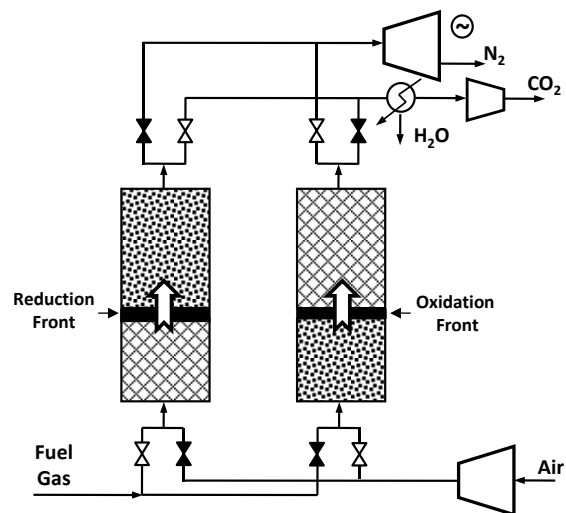 ~
N₂
CO₂
H₂O
Reduction
Front
Oxidation
Front
Fuel
Gas
Air